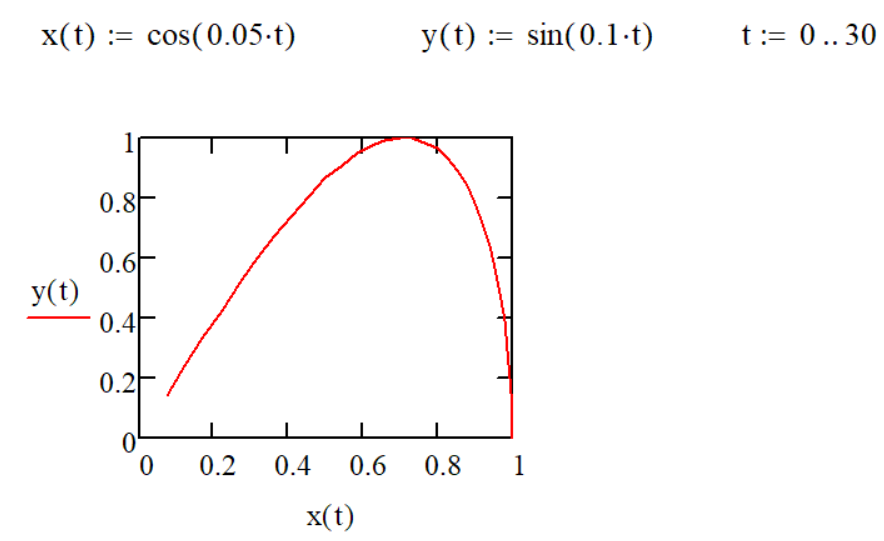 x(t) := cos(0.05·t) y(t) := sin(0.1·t) t := 0 .. 30
1
0.8
0.6
y(t)
0.4
0.2
0
0 0.2 0.4 0.6 0.8 1
x(t)